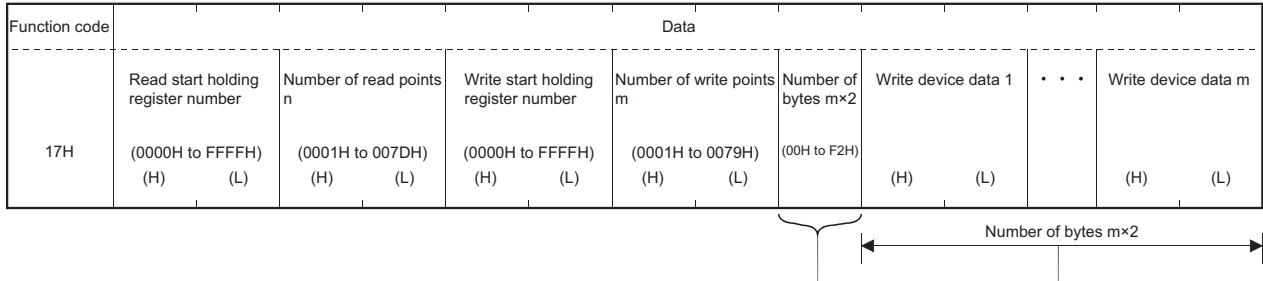 Function code
Data
Read start holding
register number
Number of read points
n
Write start holding
register number
Number of write points
m
Number of
bytes m×2
Write device data 1
・・・
Write device data m
17H
(0000H to FFFFH)
(0001H to 007DH)
(0000H to FFFFH)
(0001H to 0079H)
(00H to F2H)
(H) (L) (H) (L) (H) (L) (H) (L) (H) (L) (H) (L)
Number of bytes m×2